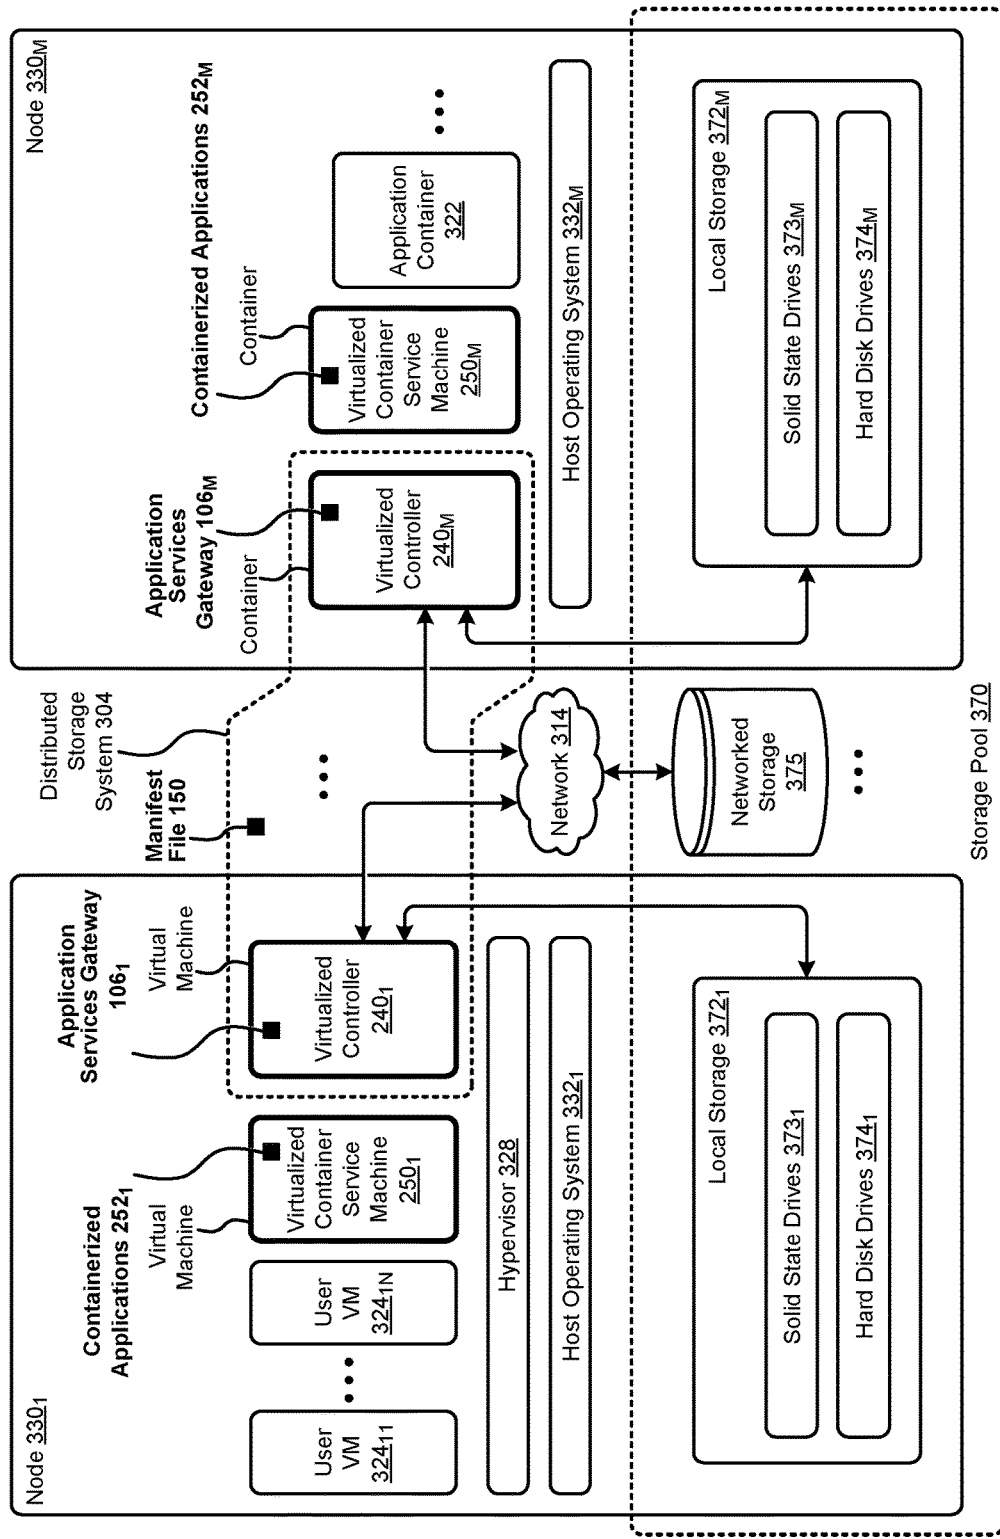 Node 330₁
Containerized
Applications 252₁
Virtual
Machine
Application
Services Gateway
106₁
Virtual
Machine
User
VM
324₁₁
User
VM
324₁N
Virtualized
Container
Service
Machine
250₁
Virtualized
Controller
240₁
Hypervisor 328
Host Operating System 332₁
Local Storage 372₁
Solid State Drives 373₁
Hard Disk Drives 374₁
Distributed
Storage
System 304
Manifest
File 150
Network 314
Networked
Storage
375
Storage Pool 370
Node 330M
Application
Services
Gateway 106M
Container
Containerized Applications 252M
Container
Virtualized
Controller
240M
Virtualized
Container
Service
Machine
250M
Application
Container
322
Host Operating System 332M
Local Storage 372M
Solid State Drives 373M
Hard Disk Drives 374M